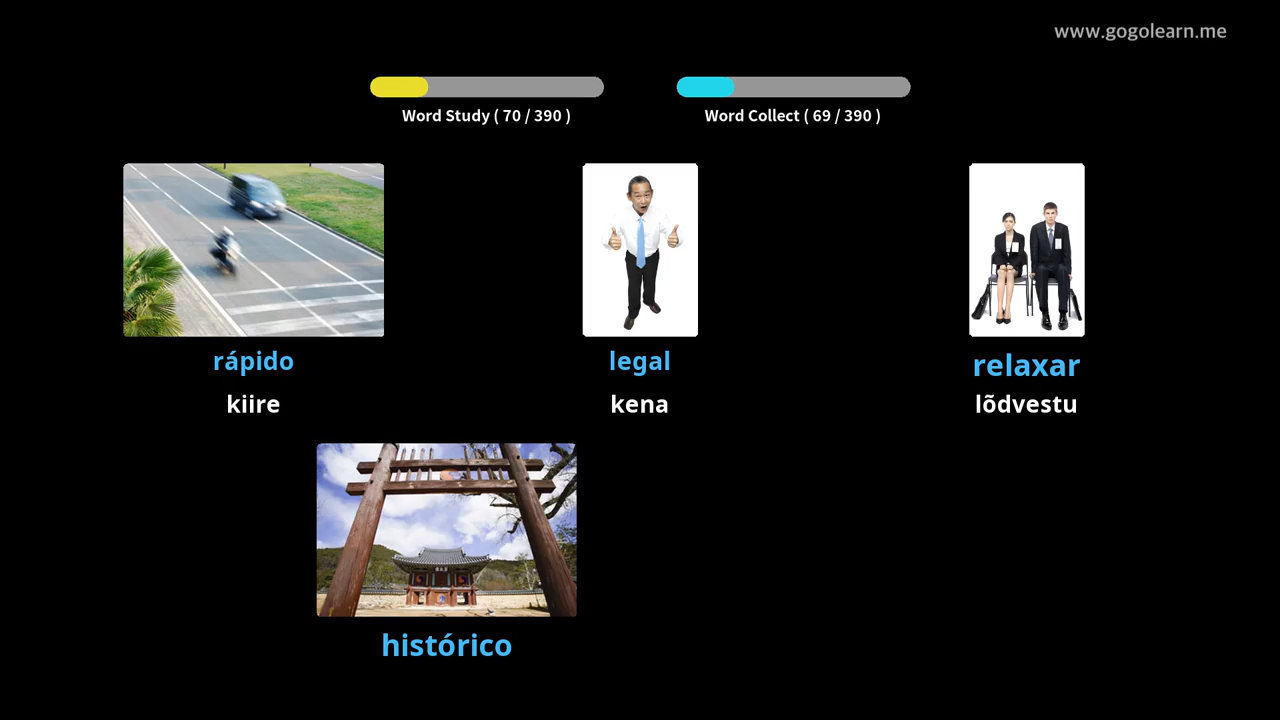 www.gogolearn.me
Word Study ( 70 / 390 )
Word Collect ( 69 / 390 )
rápido
legal
relaxar
kiire
kena
lõdvestu
histórico